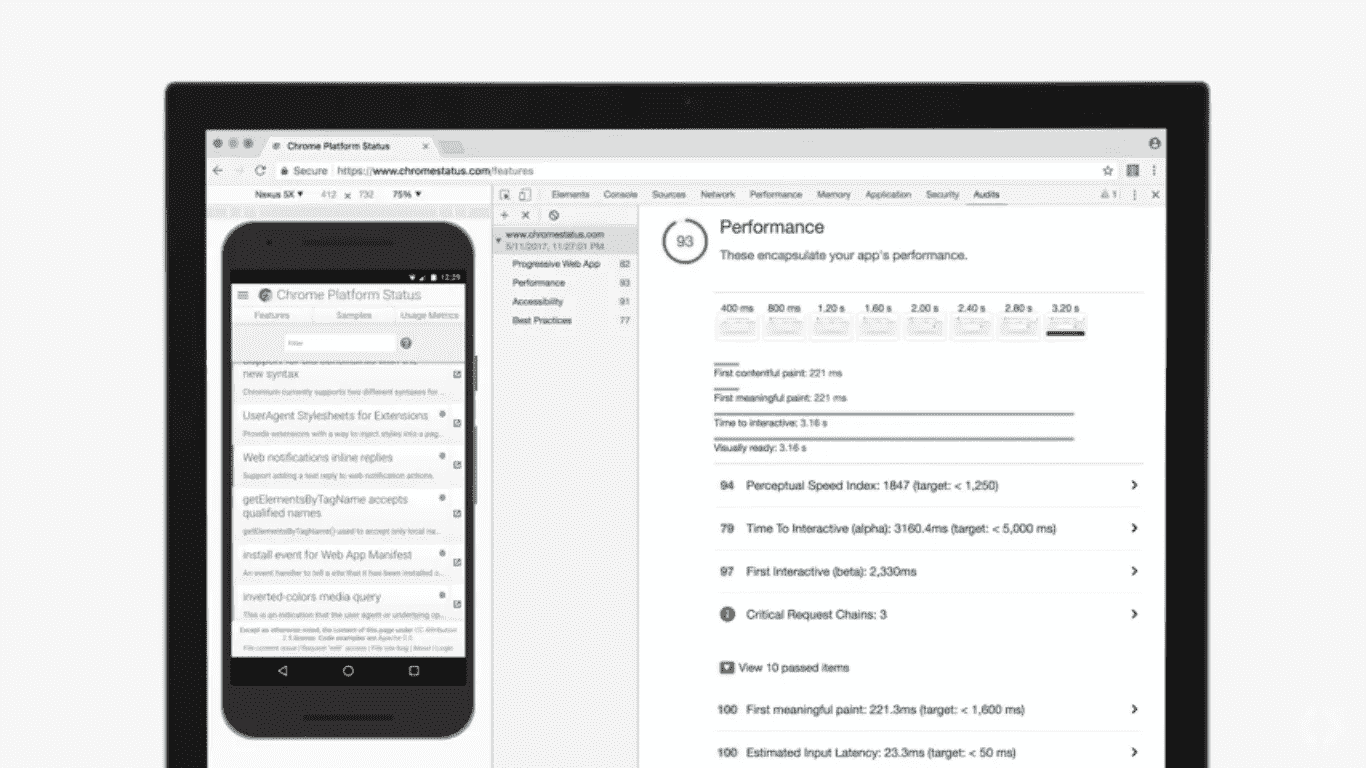 Chrome Platform Status
Secure https://www.chromestatus.com/features
Nexus 5X ▾ 412 × 732 75% ▾
Elements Console Sources Network Performance Memory Application Security Audits
1
www.chromestatus.com
5/11/2017, 11:27:01 PM
Progressive Web App 82
Performance 93
Accessibility 91
Best Practices 77
12:29
Chrome Platform Status
Features Samples Usage Metrics
Filter
new syntax
Chromium currently supports two different syntaxes for ...
UserAgent Stylesheets for Extensions
Provide extensions with a way to inject styles into a pag...
Web notifications inline replies
Support adding a text reply to web notification actions.
getElementsByTagName accepts
qualified names
getElementsByTagName() used to accept only local na...
install event for Web App Manifest
An event handler to tell a site that it has been installed a...
inverted-colors media query
This is an indication that the user agent or underlying op...
Except as otherwise noted, the content of this page under CC Attribution
2.5 license. Code examples are Apache 2.0.
File content issue | Request "edit" access | File site bug | About | Login
93
Performance
These encapsulate your app's performance.
400 ms 800 ms 1.20 s 1.60 s 2.00 s 2.40 s 2.80 s 3.20 s
First contentful paint: 221 ms
First meaningful paint: 221 ms
Time to interactive: 3.16 s
Visually ready: 3.16 s
94 Perceptual Speed Index: 1847 (target: < 1,250)
79 Time To Interactive (alpha): 3160.4ms (target: < 5,000 ms)
97 First Interactive (beta): 2,330ms
Critical Request Chains: 3
View 10 passed items
100 First meaningful paint: 221.3ms (target: < 1,600 ms)
100 Estimated Input Latency: 23.3ms (target: < 50 ms)